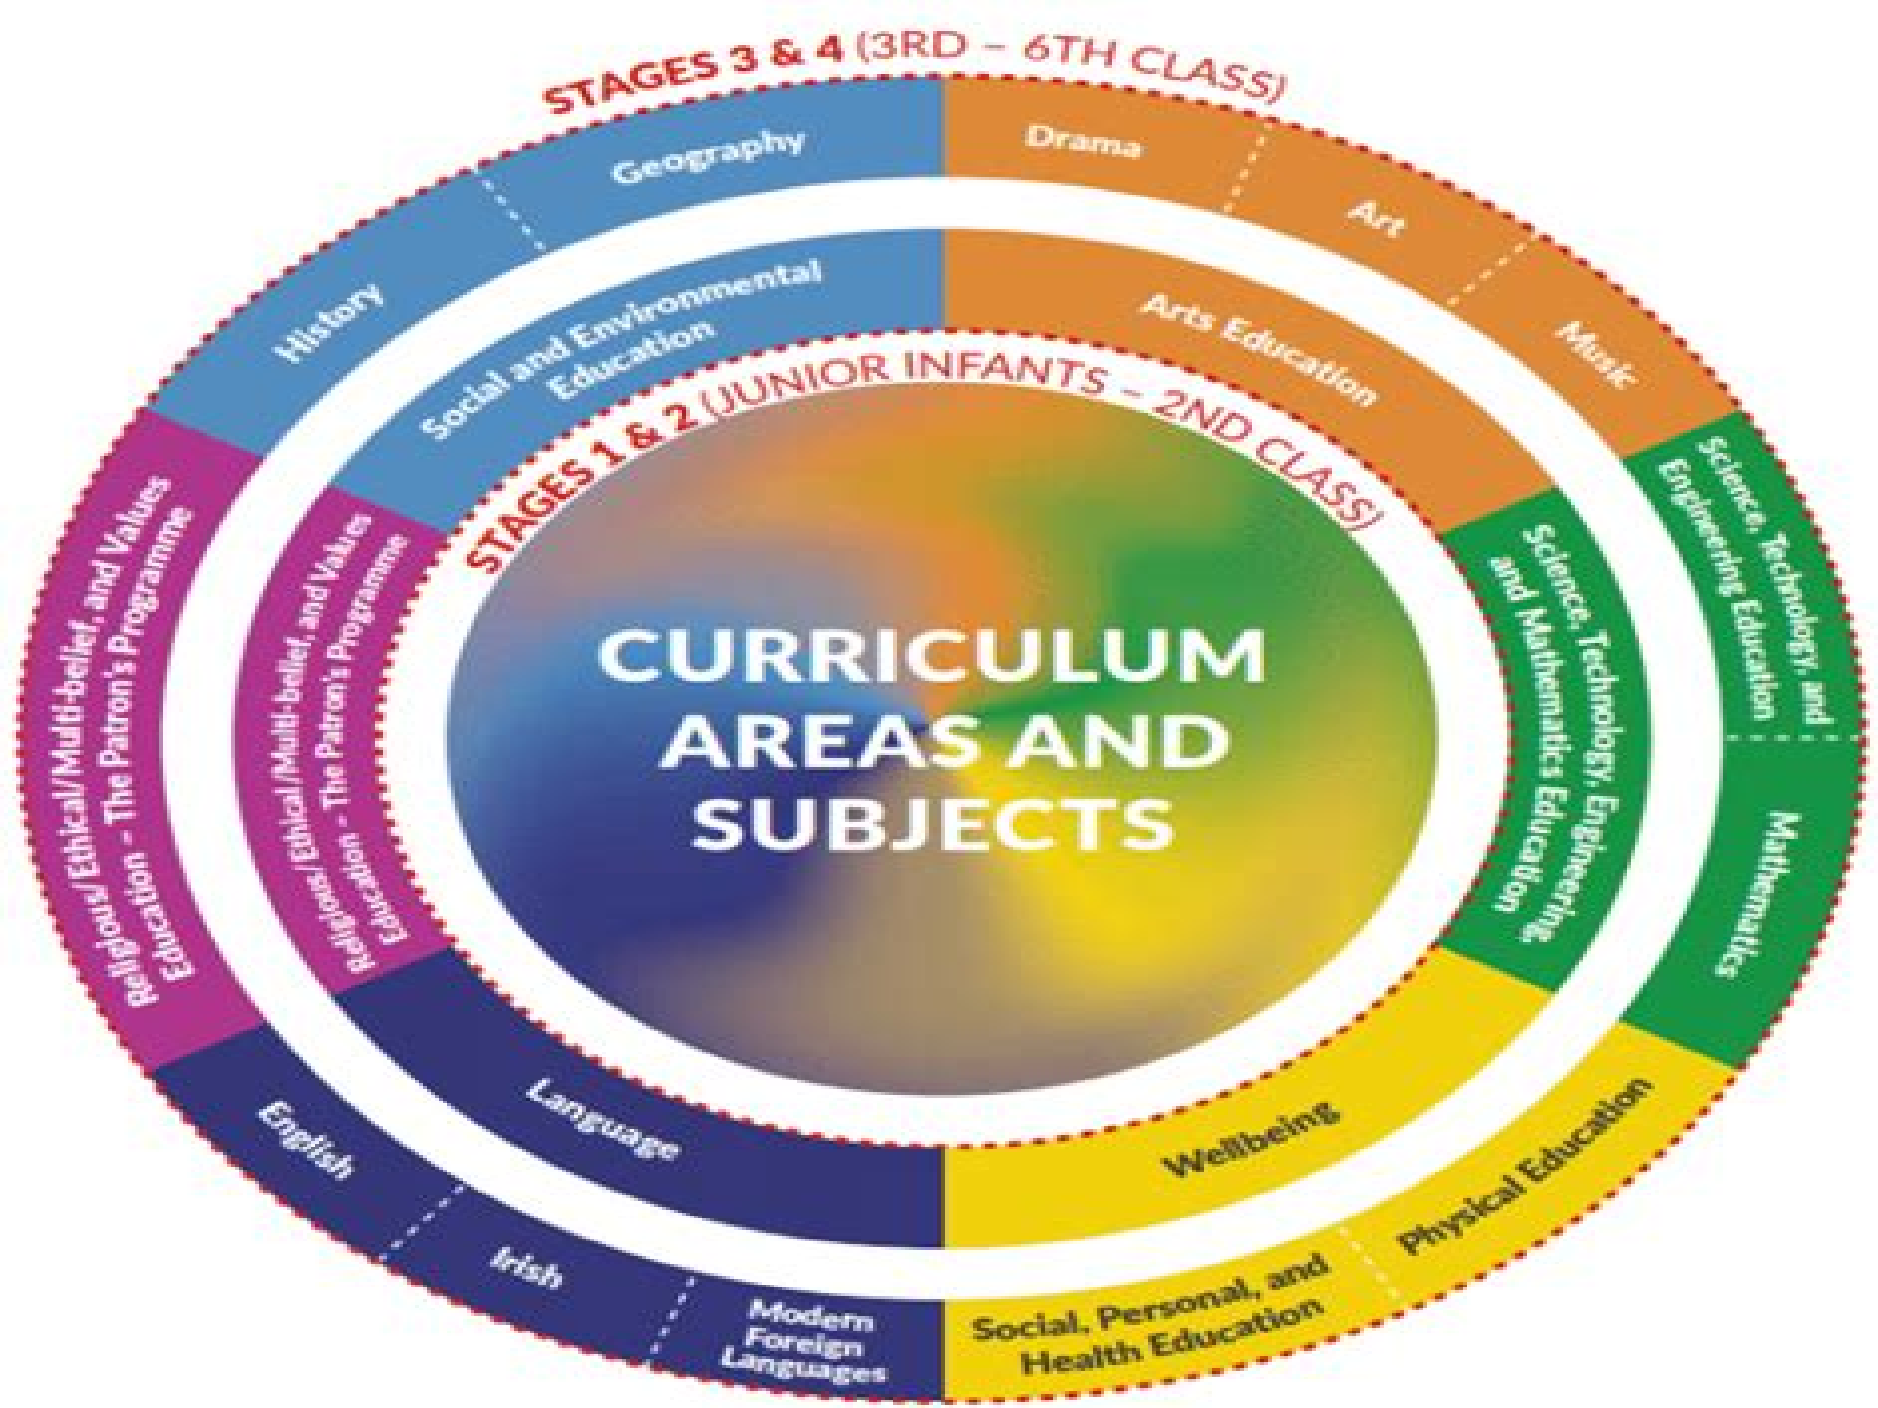 STAGES 3 & 4 (3RD – 6TH CLASS)
Geography
Drama
Art
Music
Science, Technology, and
Engineering Education
Mathematics
Physical Education
Social, Personal, and
Health Education
Modern
Foreign
Languages
Irish
English
Religious/Ethical/Multi-belief, and Values
Education – The Patron's Programme
History
Social and Environmental
Education
Arts Education
Science, Technology, Engineering,
and Mathematics Education
Wellbeing
Language
Religious/Ethical/Multi-belief, and Values
Education – The Patron's Programme
STAGES 1 & 2 (JUNIOR INFANTS – 2ND CLASS)
CURRICULUM
AREAS AND
SUBJECTS